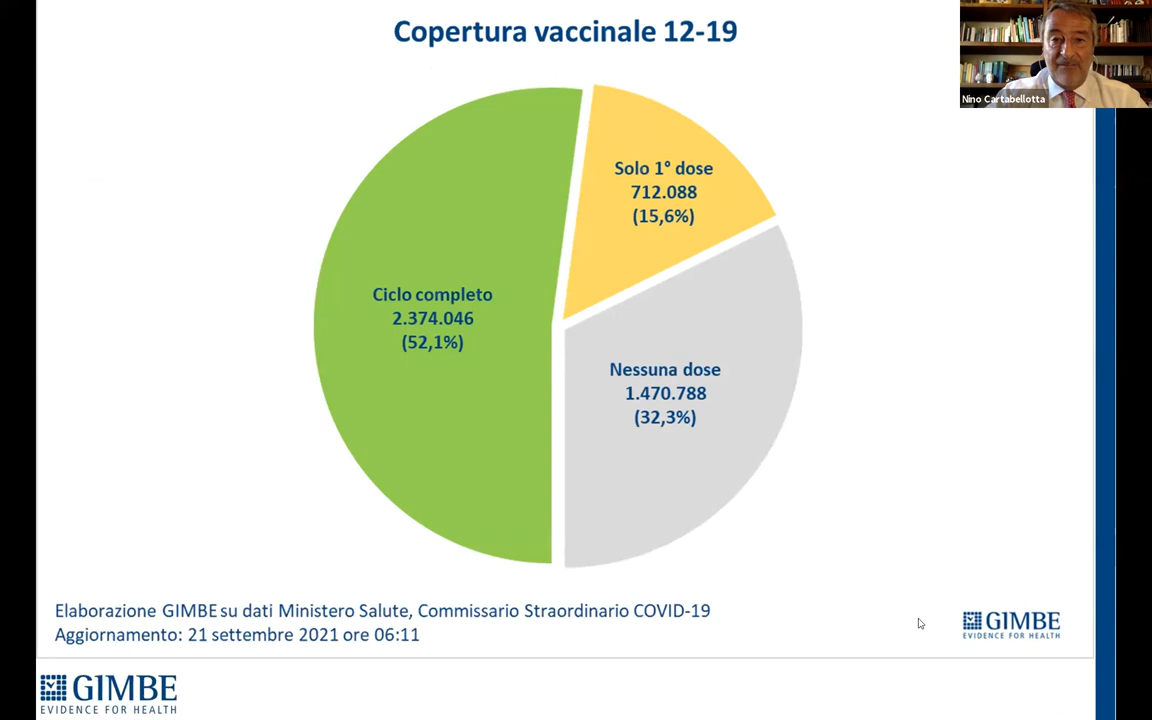 Copertura vaccinale 12-19
Nino Cartabellotta
Solo 1° dose
712.088
(15,6%)
Ciclo completo
2.374.046
(52,1%)
Nessuna dose
1.470.788
(32,3%)
Elaborazione GIMBE su dati Ministero Salute, Commissario Straordinario COVID-19
Aggiornamento: 21 settembre 2021 ore 06:11
GIMBE
EVIDENCE FOR HEALTH
GIMBE
EVIDENCE FOR HEALTH